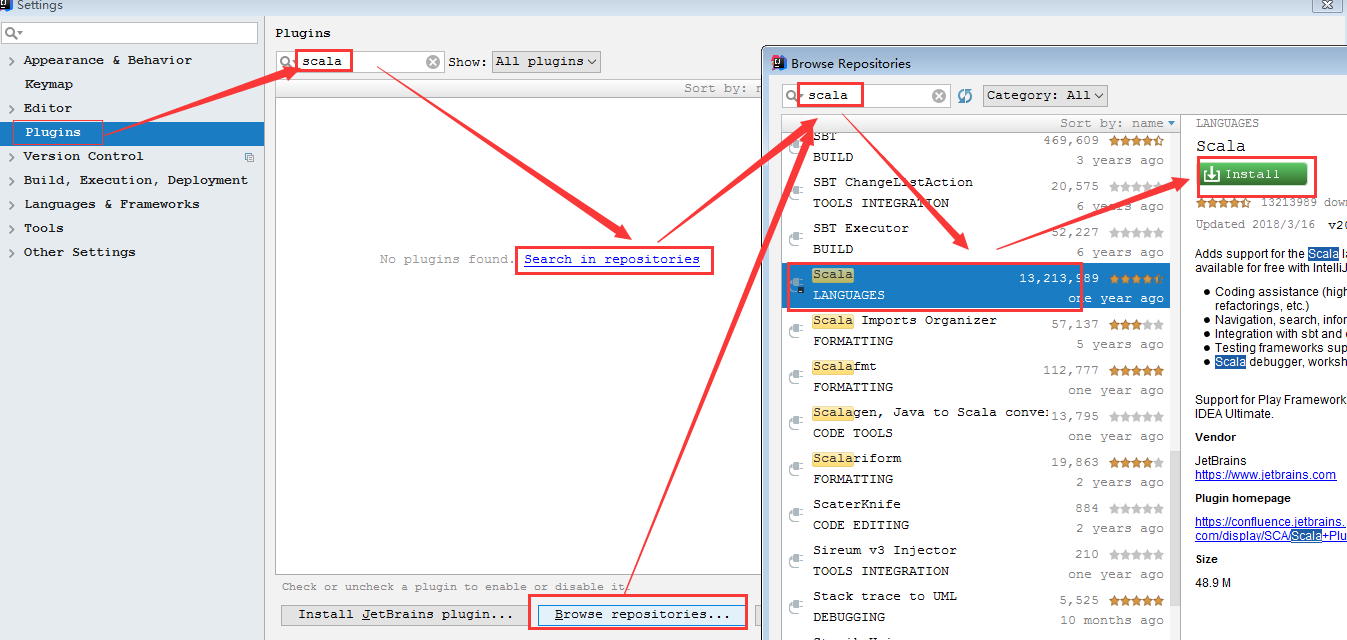 Settings
Appearance & Behavior
Keymap
Editor
Plugins
Version Control
Build, Execution, Deployment
Languages & Frameworks
Tools
Other Settings
Plugins
scala
Show: All plugins
Sort by:
No plugins found. Search in repositories
Check or uncheck a plugin to enable or disable it
Install JetBrains plugin...
Browse repositories...
Browse Repositories
scala
Category: All
Sort by: name
SBT 469,609
BUILD 3 years ago
SBT ChangeListAction 20,575
TOOLS INTEGRATION 6 years ago
SBT Executor 52,227
BUILD 6 years ago
Scala 13,213,989
LANGUAGES one year ago
Scala Imports Organizer 57,137
FORMATTING 5 years ago
Scalafmt 112,777
FORMATTING one year ago
Scalagen, Java to Scala conver 13,795
CODE TOOLS one year ago
Scalariform 19,863
FORMATTING 2 years ago
ScaterKnife 884
CODE EDITING 2 years ago
Sireum v3 Injector 210
TOOLS INTEGRATION one year ago
Stack trace to UML 5,525
DEBUGGING 10 months ago
LANGUAGES
Scala
Install
13213989 dow
Updated 2018/3/16 v20
Adds support for the Scala la
available for free with IntelliJ
Coding assistance (high
refactorings, etc.)
Navigation, search, infor
Integration with sbt and
Testing frameworks sup
Scala debugger, worksh
Support for Play Framework
IDEA Ultimate.
Vendor
JetBrains
https://www.jetbrains.com
Plugin homepage
https://confluence.jetbrains.
com/display/SCA/Scala+Plu
Size
48.9 M